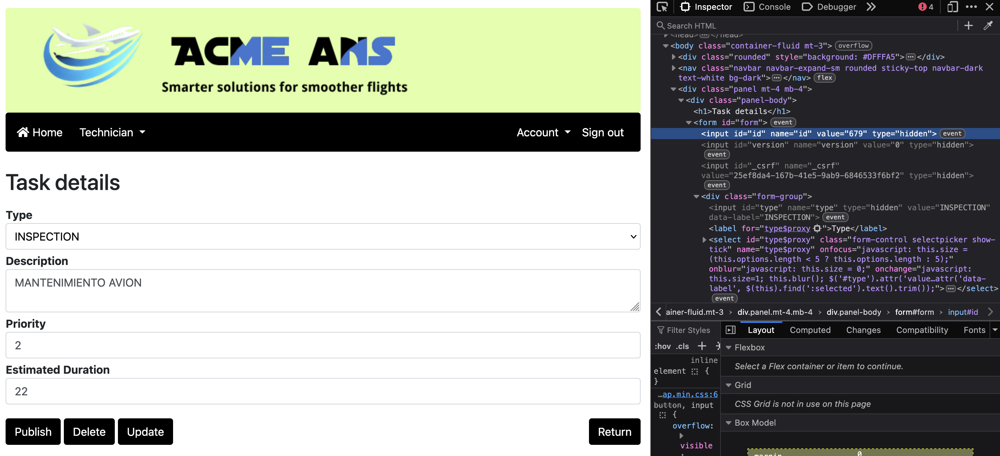 ACME ANS
Smarter solutions for smoother flights
Home Technician Account Sign out
Task details
Type
INSPECTION
Description
MANTENIMIENTO AVION
Priority
2
Estimated Duration
22
Publish Delete Update Return
Inspector Console Debugger 4
Search HTML
<head> </head>
<body class="container-fluid mt-3"> overflow
<div class="rounded" style="background: #DFFFA5"> </div>
<nav class="navbar navbar-expand-sm rounded sticky-top navbar-dark
text-white bg-dark"> </nav> flex
<div class="panel mt-4 mb-4">
<div class="panel-body">
<h1>Task details</h1>
<form id="form"> event
<input id="id" name="id" value="679" type="hidden"> event
<input id="version" name="version" value="0" type="hidden">
event
<input id="_csrf" name="_csrf"
value="25ef8da4-167b-41e5-9ab9-6846533f6bf2" type="hidden">
event
<div class="form-group">
<input id="type" name="type" type="hidden" value="INSPECTION"
data-label="INSPECTION"> event
<label for="type$proxy">Type</label>
<select id="type$proxy" class="form-control selectpicker show-
tick" name="type$proxy" onfocus="javascript: this.size =
(this.options.length < 5 ? this.options.length : 5);"
onblur="javascript: this.size = 0;" onchange="javascript:
this.size=1; this.blur(); $('#type').attr('value…attr('data-
label', $(this).find(':selected').text().trim());"> </select>
event
ainer-fluid.mt-3 › div.panel.mt-4.mb-4 › div.panel-body › form#form › input#id
Filter Styles
:hov .cls +
inline
element {
}
…ap.min.css:6
button, input
{
overflow:
visible
Layout Computed Changes Compatibility Fonts
Flexbox
Select a Flex container or item to continue.
Grid
CSS Grid is not in use on this page
Box Model
margin 0